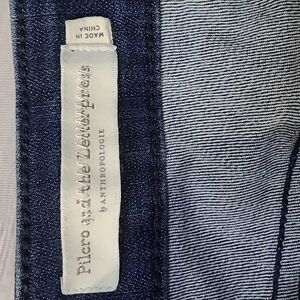 MADE IN
CHINA
Pilcro and the Letterpress
by ANTHROPOLOGIE